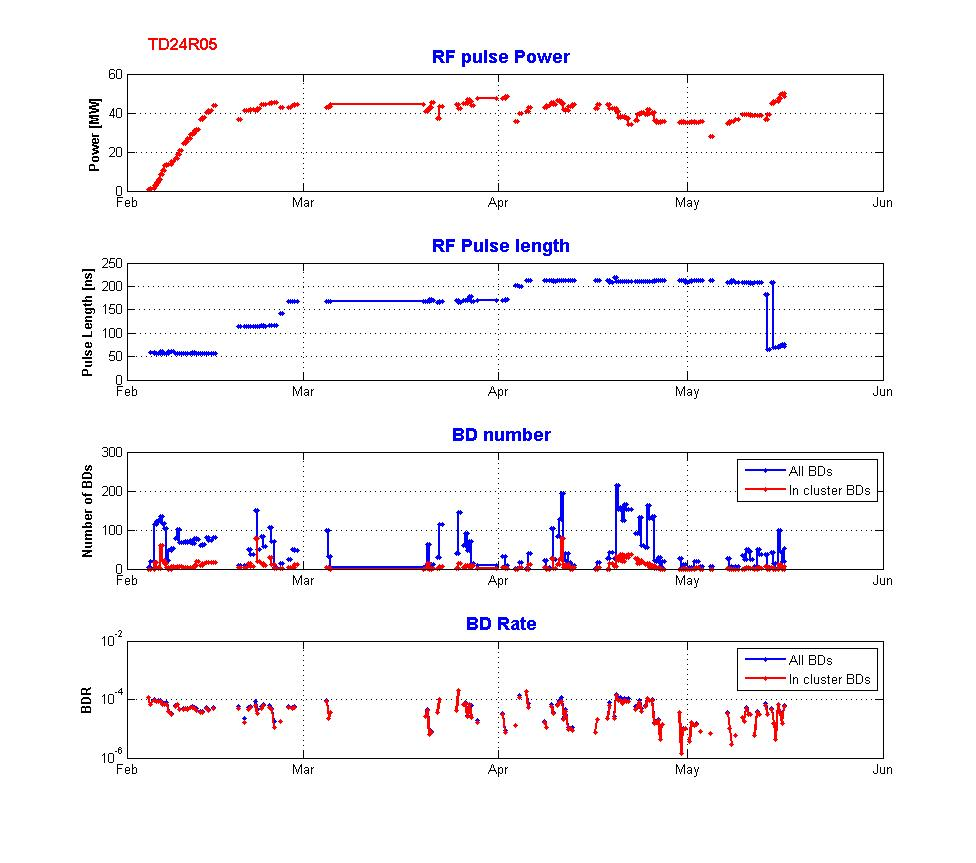 TD24R05
RF pulse Power
Power [MW]
60
40
20
0
Feb Mar Apr May Jun
RF Pulse length
Pulse Length [ns]
250
200
150
100
50
0
Feb Mar Apr May Jun
BD number
Number of BDs
300
200
100
0
All BDs
In cluster BDs
Feb Mar Apr May Jun
BD Rate
BDR
10^-2
10^-4
10^-6
All BDs
In cluster BDs
Feb Mar Apr May Jun